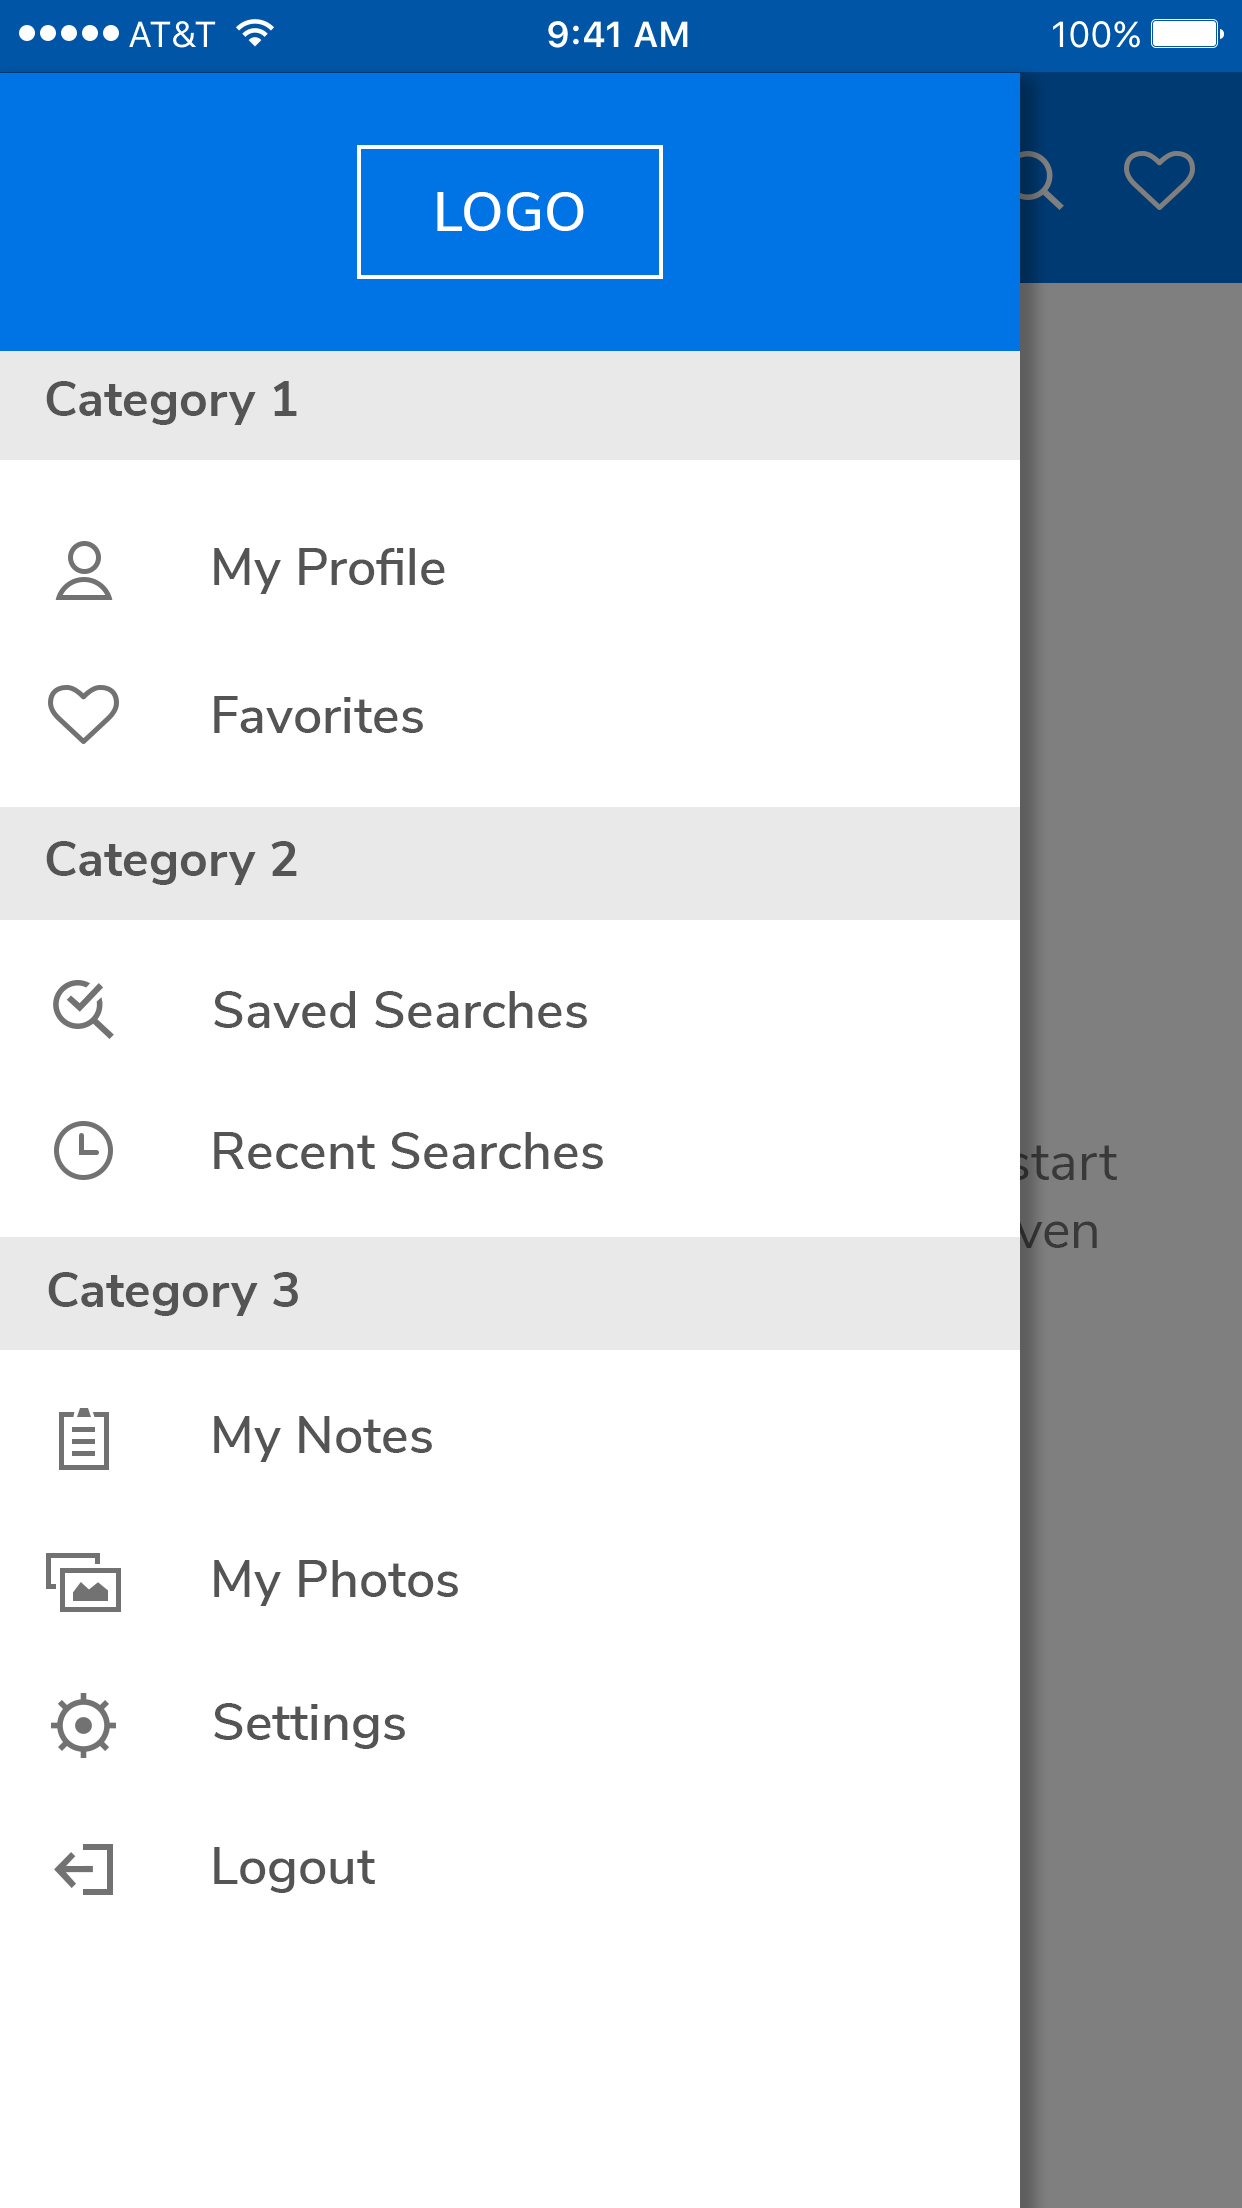 AT&T 9:41 AM 100%
LOGO
Category 1
My Profile
Favorites
Category 2
Saved Searches
Recent Searches
start
ven
Category 3
My Notes
My Photos
Settings
Logout